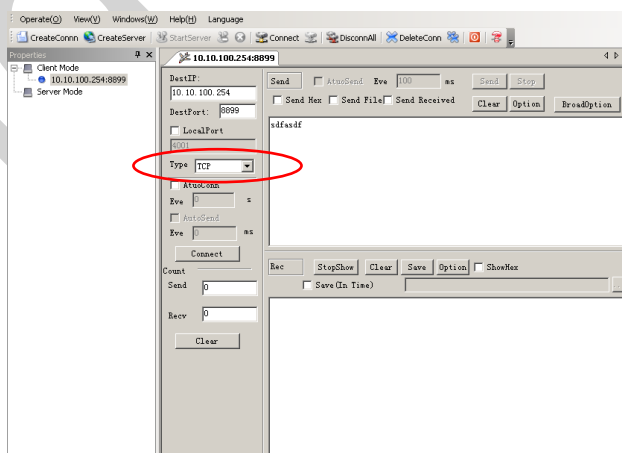 Operate(O) View(V) Windows(W) Help(H) Language
CreateConnn CreateServer StartServer Connect DisconnAll DeleteConn
Properties
Client Mode
10.10.100.254:8899
Server Mode
10.10.100.254:8899
DestIP:
10.10.100.254
DestPort: 8899
LocalPort
4001
Type TCP
AtuoConn
Eve 0 s
AutoSend
Eve 0 ms
Connect
Count
Send 0
Recv 0
Clear
Send AtuoSend Eve 100 ms Send Stop
Send Hex Send File Send Received Clear Option BroadOption
sdfasdf
Rec StopShow Clear Save Option ShowHex
Save(In Time)